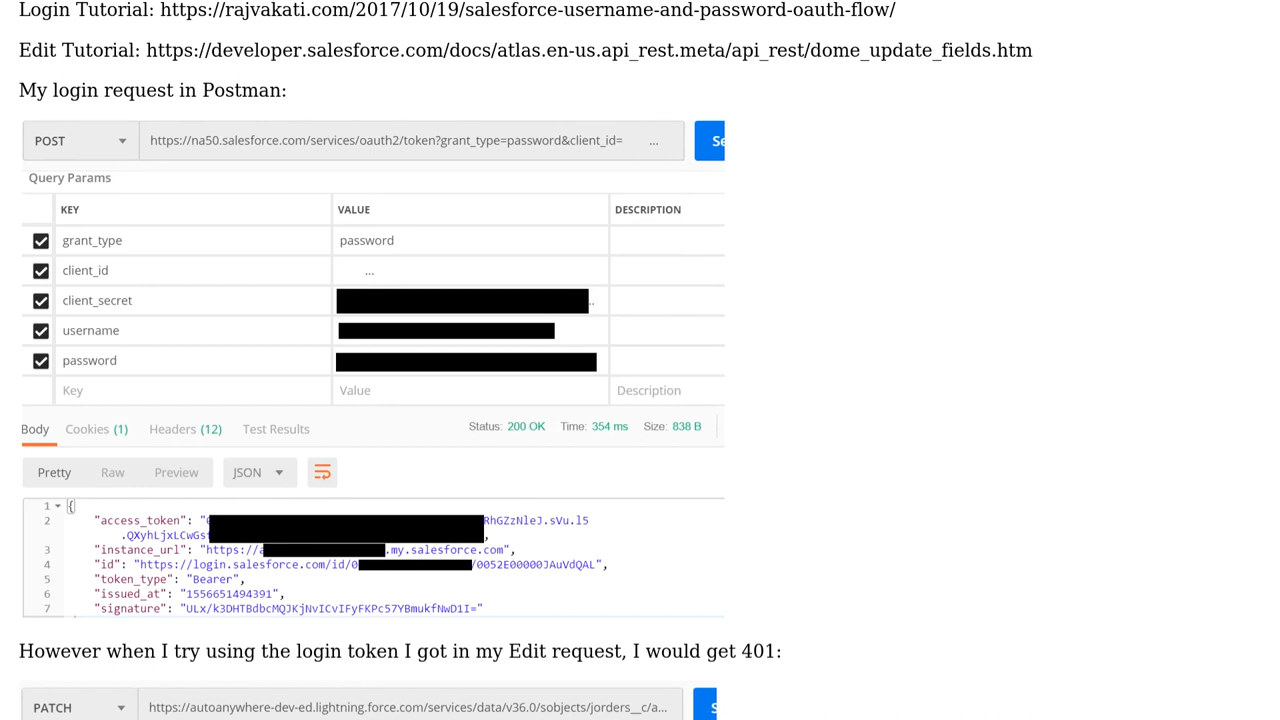 Login Tutorial: https://rajvakati.com/2017/10/19/salesforce-username-and-password-oauth-flow/
Edit Tutorial: https://developer.salesforce.com/docs/atlas.en-us.api_rest.meta/api_rest/dome_update_fields.htm
My login request in Postman:
POST https://na50.salesforce.com/services/oauth2/token?grant_type=password&client_id= ... Se
Query Params
KEY VALUE DESCRIPTION
grant_type password
client_id ...
client_secret ..
username
password
Key Value Description
Body Cookies (1) Headers (12) Test Results Status: 200 OK Time: 354 ms Size: 838 B
Pretty Raw Preview JSON
1 {
2 "access_token": " RhGZzNleJ.sVu.l5
.QXyhLjxLCwGs ,
3 "instance_url": "https://a .my.salesforce.com",
4 "id": "https://login.salesforce.com/id/0 /0052E00000JAuVdQAL",
5 "token_type": "Bearer",
6 "issued_at": "1556651494391",
7 "signature": "ULx/k3DHTBdbcMQJKjNvICvIFyFKPc57YBmukfNwD1I="
However when I try using the login token I got in my Edit request, I would get 401:
PATCH https://autoanywhere-dev-ed.lightning.force.com/services/data/v36.0/sobjects/jorders__c/a... S